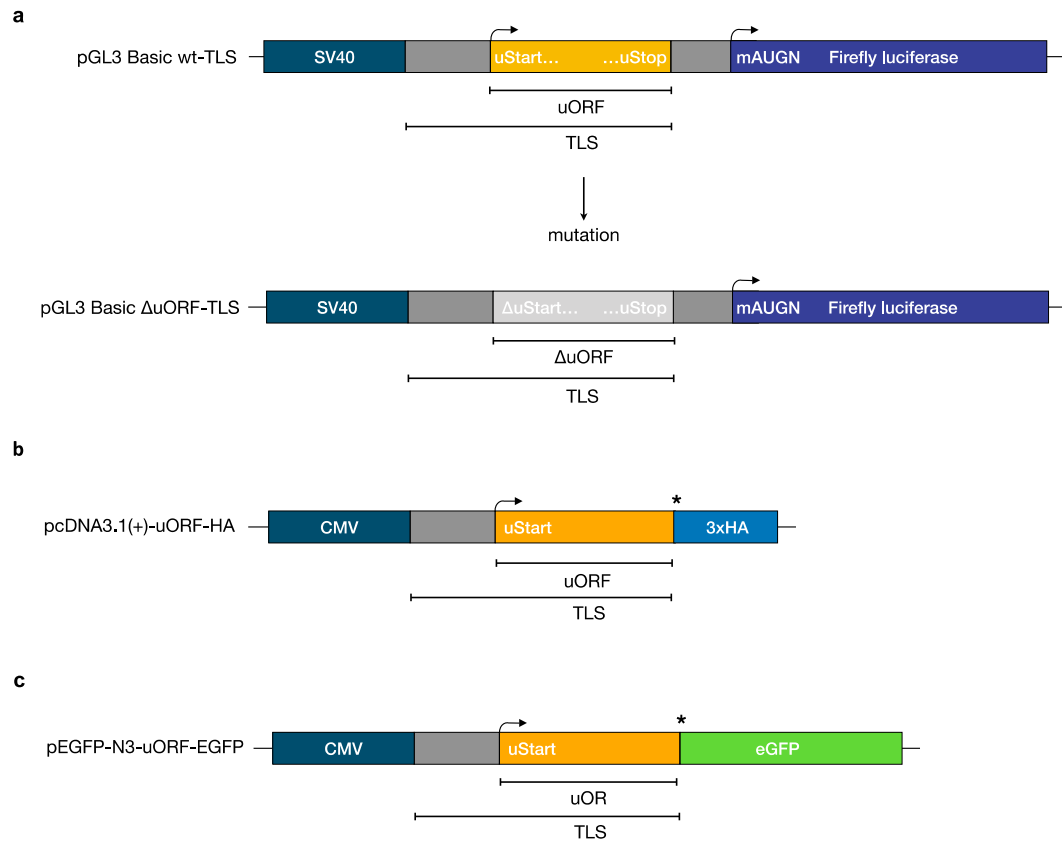 a
pGL3 Basic wt-TLS
SV40
uStart... ...uStop
mAUGN Firefly luciferase
uORF
TLS
mutation
pGL3 Basic ΔuORF-TLS
SV40
ΔuStart... ...uStop
mAUGN Firefly luciferase
ΔuORF
TLS
b
*
pcDNA3.1(+)-uORF-HA
CMV
uStart
3xHA
uORF
TLS
c
*
pEGFP-N3-uORF-EGFP
CMV
uStart
eGFP
uOR
TLS